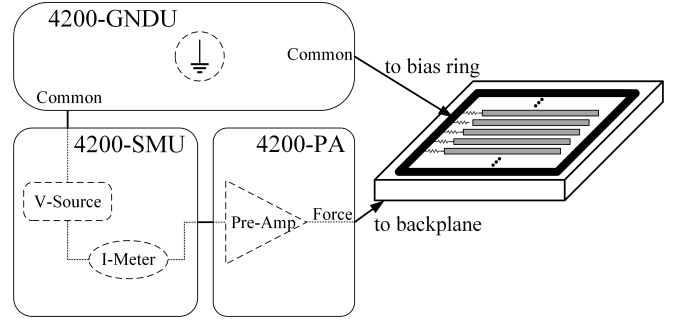 4200-GNDU
Common
to bias ring
Common
4200-SMU
4200-PA
V-Source
Pre-Amp
Force
to backplane
I-Meter